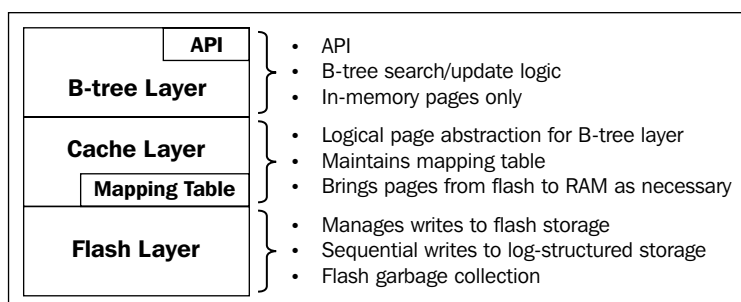 API
B-tree Layer
• API
• B-tree search/update logic
• In-memory pages only
Cache Layer
Mapping Table
• Logical page abstraction for B-tree layer
• Maintains mapping table
• Brings pages from flash to RAM as necessary
Flash Layer
• Manages writes to flash storage
• Sequential writes to log-structured storage
• Flash garbage collection